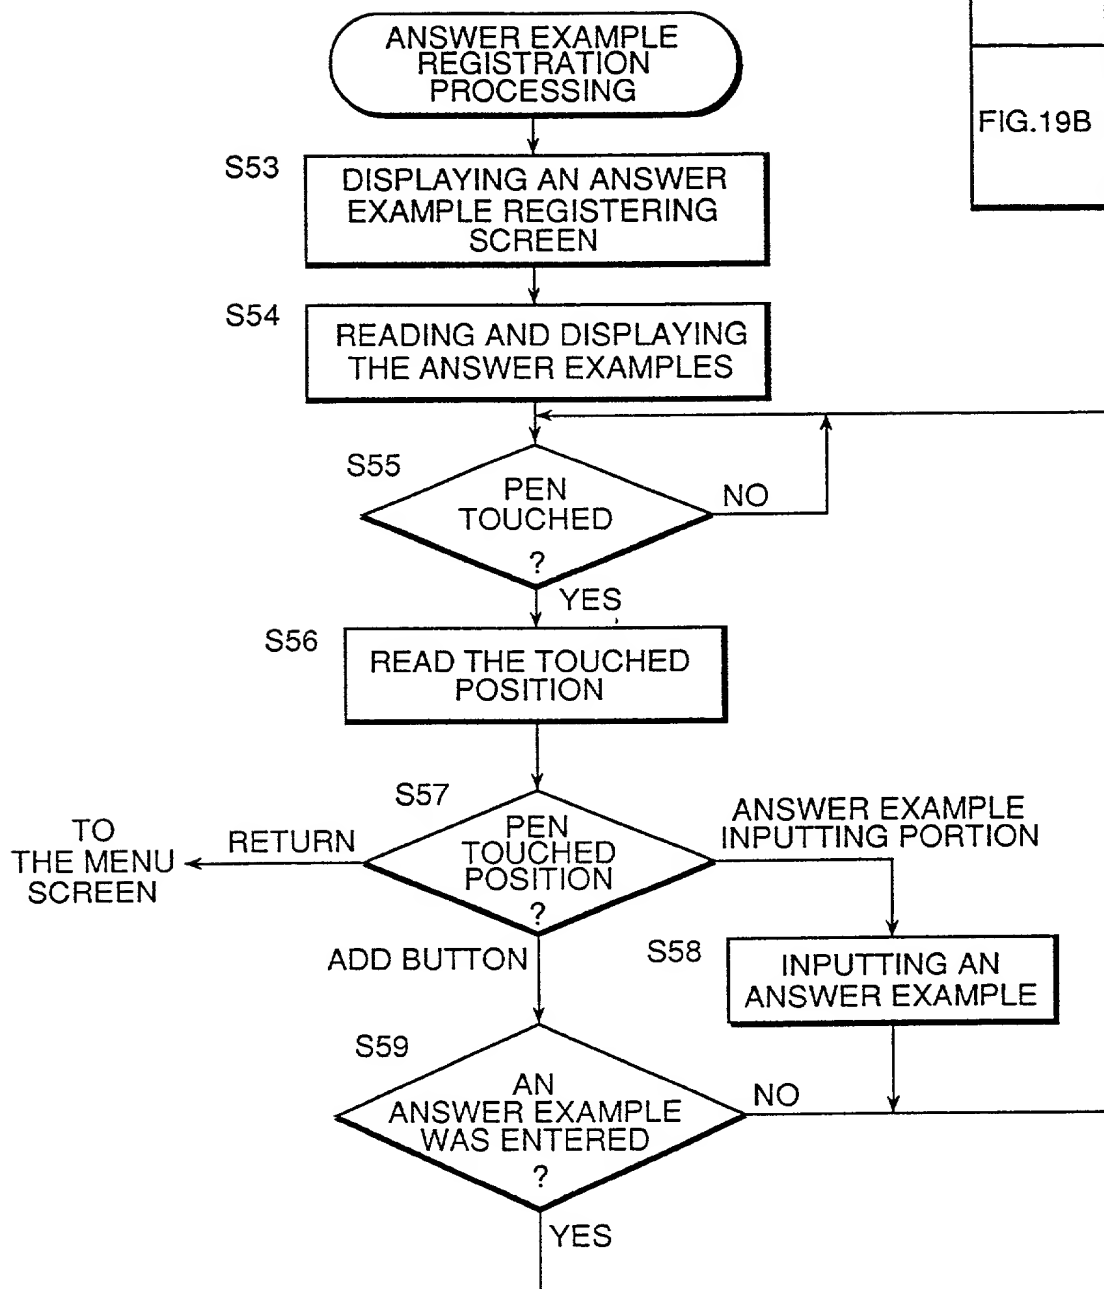 ANSWER EXAMPLE
REGISTRATION
PROCESSING
FIG.19B
S53
DISPLAYING AN ANSWER
EXAMPLE REGISTERING
SCREEN
S54
READING AND DISPLAYING
THE ANSWER EXAMPLES
S55
PEN
TOUCHED
?
NO
YES
S56
READ THE TOUCHED
POSITION
S57
PEN
TOUCHED
POSITION
?
RETURN
TO
THE MENU
SCREEN
ANSWER EXAMPLE
INPUTTING PORTION
ADD BUTTON
S58
INPUTTING AN
ANSWER EXAMPLE
S59
AN
ANSWER EXAMPLE
WAS ENTERED
?
NO
YES